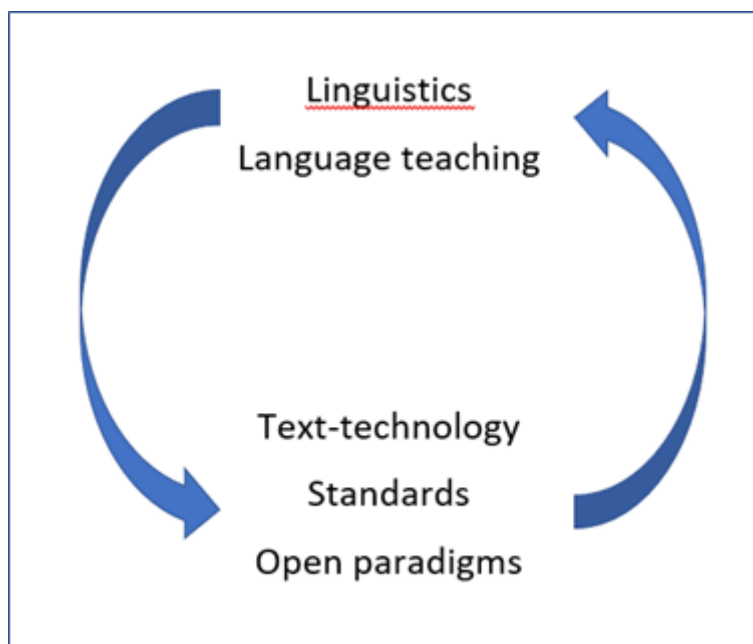 Linguistics
Language teaching
Text-technology
Standards
Open paradigms